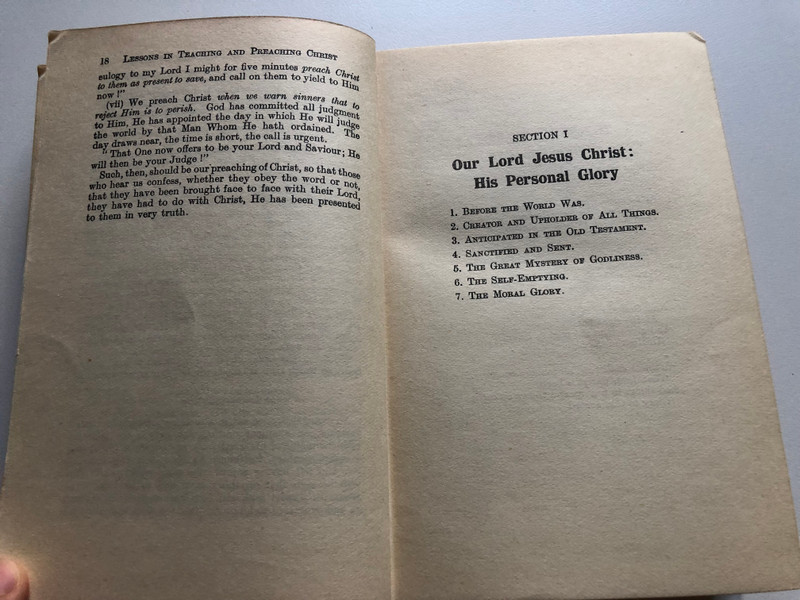 18 Lessons in Teaching and Preaching Christ
eulogy to my Lord I might for five minutes preach Christ
to them as present to save, and call on them to yield to Him
now!"
(vii) We preach Christ when we warn sinners that to
reject Him is to perish. God has committed all judgment
to Him, He has appointed the day in which He will judge
the world by that Man Whom He hath ordained. The
day draws near, the time is short, the call is urgent.
"That One now offers to be your Lord and Saviour; He
will then be your Judge!"
Such, then, should be our preaching of Christ, so that those
who hear us confess, whether they obey the word or not,
that they have been brought face to face with their Lord,
they have had to do with Christ, He has been presented
to them in very truth.
SECTION I
Our Lord Jesus Christ:
His Personal Glory
1. Before the World Was.
2. Creator and Upholder of All Things.
3. Anticipated in the Old Testament.
4. Sanctified and Sent.
5. The Great Mystery of Godliness.
6. The Self-Emptying.
7. The Moral Glory.